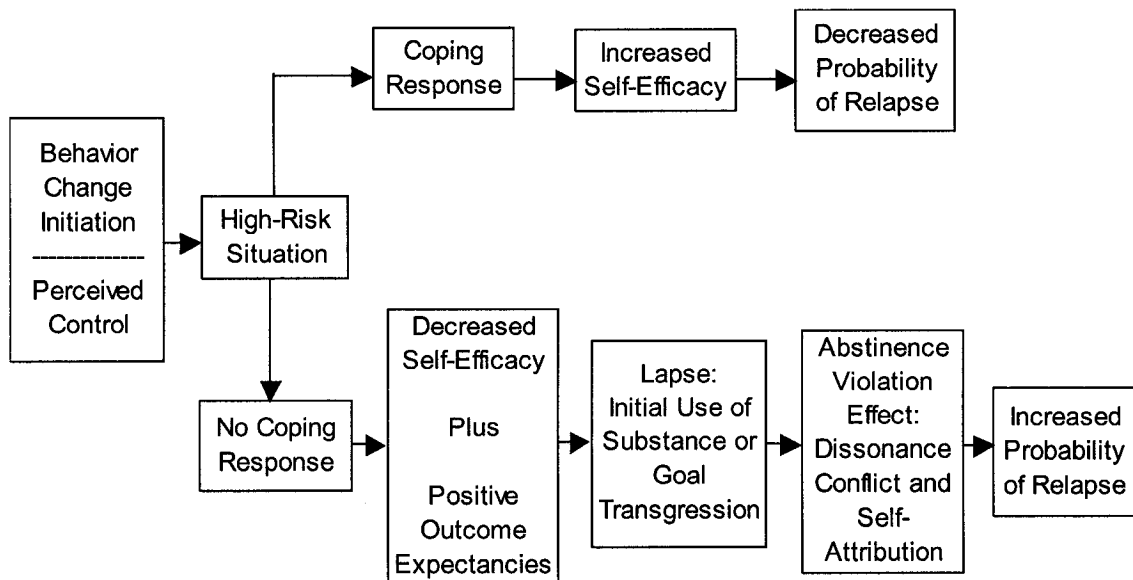 Behavior
Change
Initiation
--------------
Perceived
Control
High-Risk
Situation
Coping
Response
Increased
Self-Efficacy
Decreased
Probability
of Relapse
No Coping
Response
Decreased
Self-Efficacy
Plus
Positive
Outcome
Expectancies
Lapse:
Initial Use of
Substance or
Goal
Transgression
Abstinence
Violation
Effect:
Dissonance
Conflict and
Self-
Attribution
Increased
Probability
of Relapse